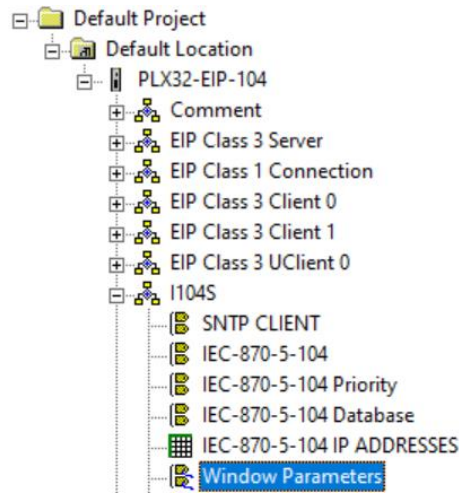 Default Project
Default Location
PLX32-EIP-104
Comment
EIP Class 3 Server
EIP Class 1 Connection
EIP Class 3 Client 0
EIP Class 3 Client 1
EIP Class 3 UClient 0
I104S
SNTP CLIENT
IEC-870-5-104
IEC-870-5-104 Priority
IEC-870-5-104 Database
IEC-870-5-104 IP ADDRESSES
Window Parameters